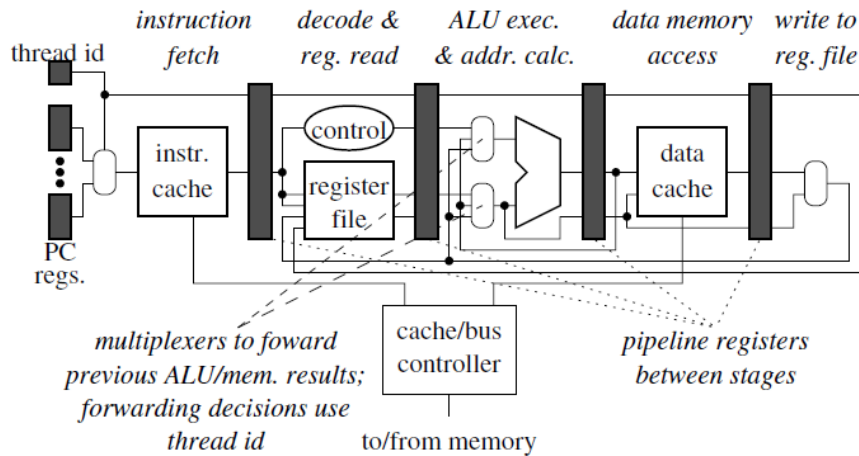 instruction fetch
decode & reg. read
ALU exec. & addr. calc.
data memory access
write to reg. file
thread id
PC regs.
instr. cache
control
register file
data cache
cache/bus controller
multiplexers to foward
previous ALU/mem. results;
forwarding decisions use
thread id
pipeline registers
between stages
to/from memory